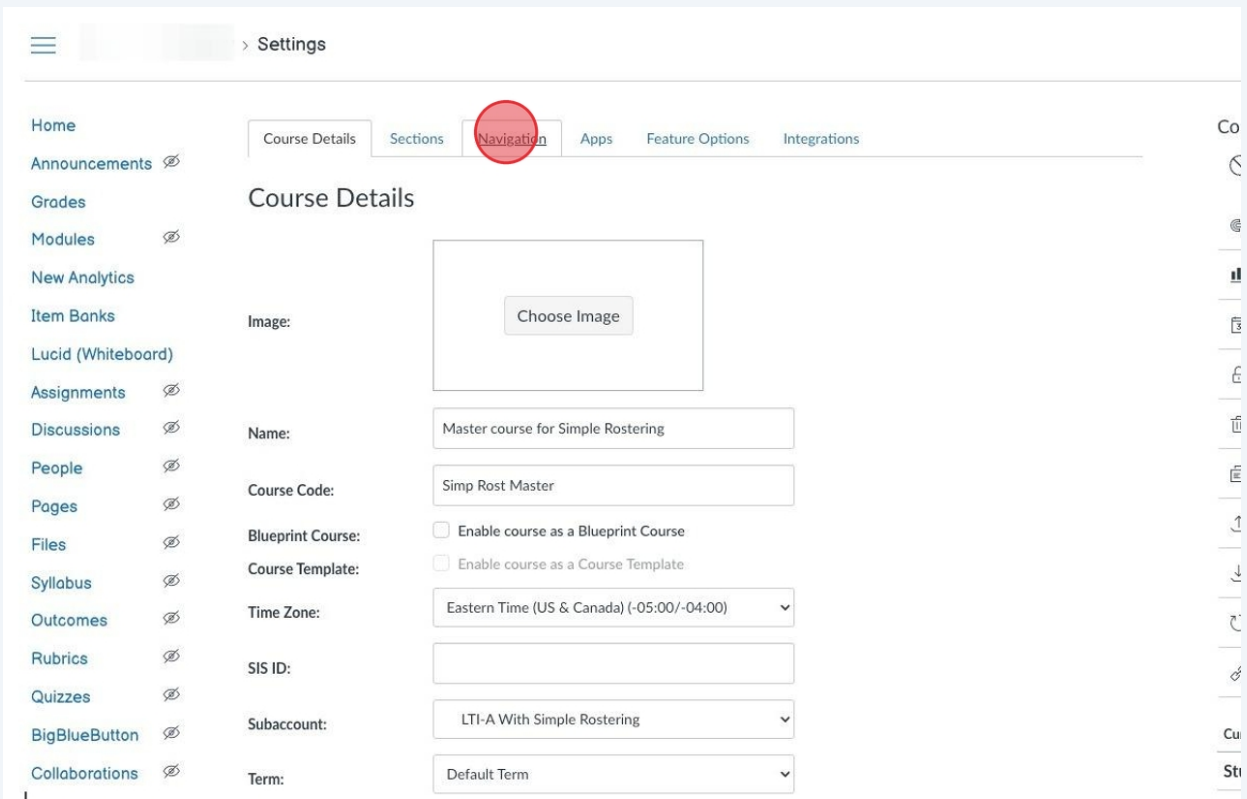 › Settings
Home
Announcements
Grades
Modules
New Analytics
Item Banks
Lucid (Whiteboard)
Assignments
Discussions
People
Pages
Files
Syllabus
Outcomes
Rubrics
Quizzes
BigBlueButton
Collaborations
Course Details Sections Navigation Apps Feature Options Integrations
Course Details
Image:
Choose Image
Name:
Master course for Simple Rostering
Course Code:
Simp Rost Master
Blueprint Course:
Enable course as a Blueprint Course
Course Template:
Enable course as a Course Template
Time Zone:
Eastern Time (US & Canada) (-05:00/-04:00)
SIS ID:
Subaccount:
LTI-A With Simple Rostering
Term:
Default Term